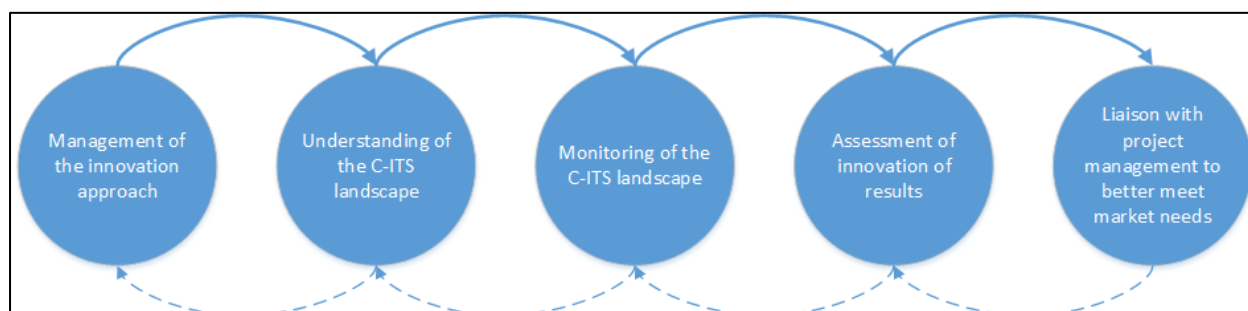 Management of
the innovation
approach
Understanding of
the C-ITS
landscape
Monitoring of the
C-ITS landscape
Assessment of
innovation of
results
Liaison with
project
management to
better meet
market needs